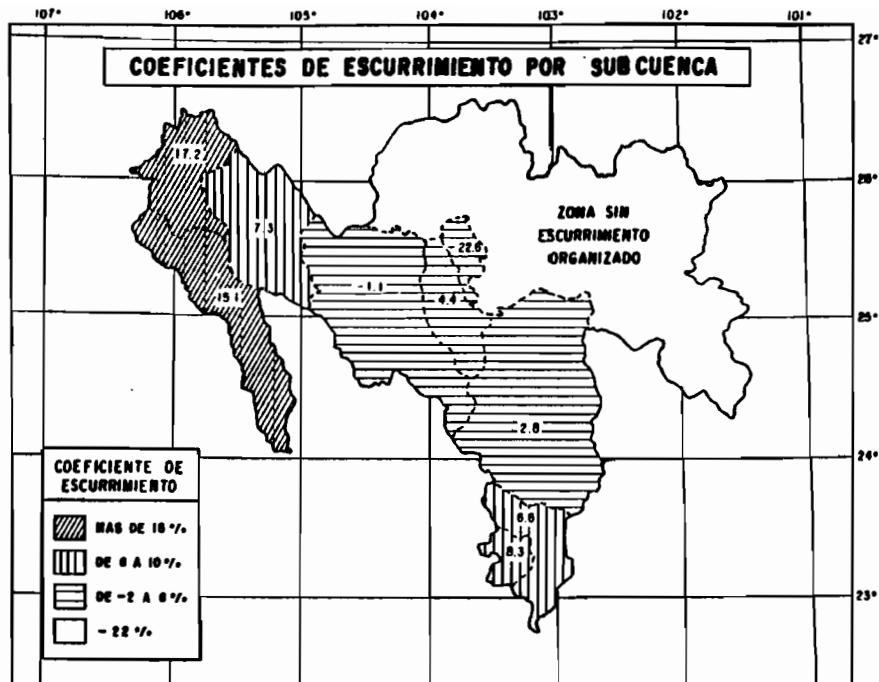 107° 106° 105° 104° 103° 102° 101°
27°
COEFICIENTES DE ESCURRIMIENTO POR SUBCUENCA
17.2
26°
ZONA SIN
ESCURRIMIENTO
ORGANIZADO
7.3
-22.6
-1.1
4.4
15.1
25°
2.8
24°
COEFICIENTE DE
ESCURRIMIENTO
6.6
MAS DE 15 %
8.3
DE 6 A 10 %
DE -2 A 6 %
23°
- 22 %